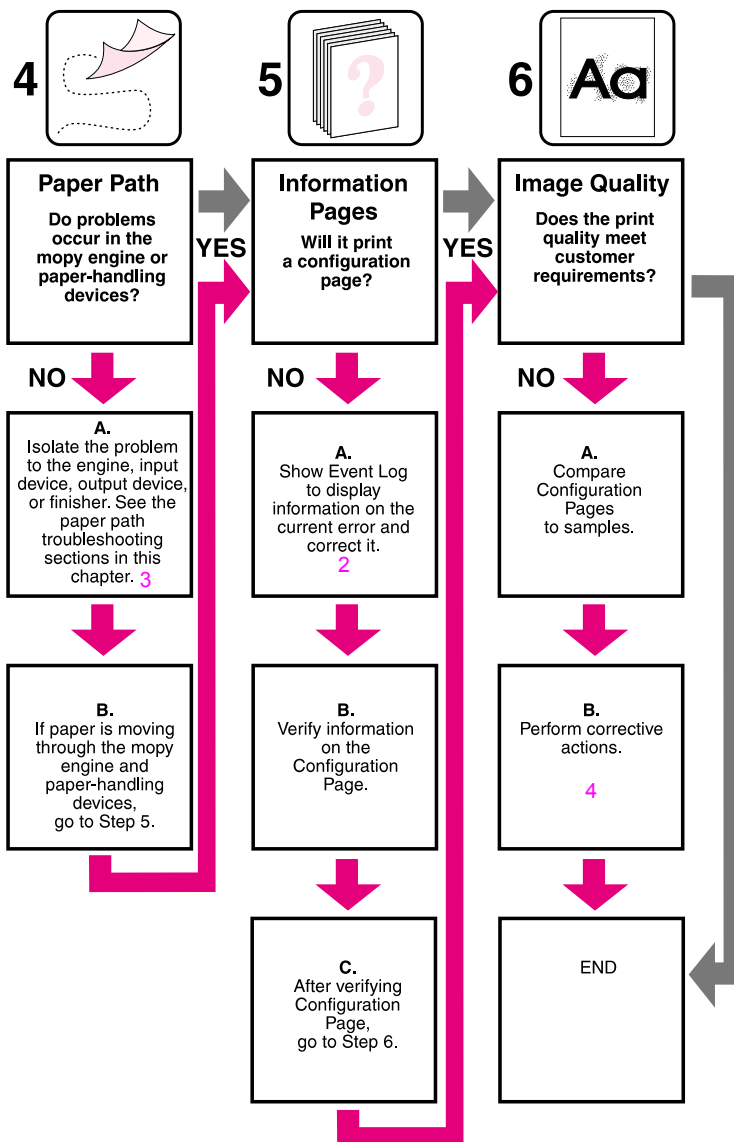 4
Paper Path
Do problems
occur in the
mopy engine or
paper-handling
devices?
YES
NO
A.
Isolate the problem
to the engine, input
device, output device,
or finisher. See the
paper path
troubleshooting
sections in this
chapter. 3
B.
If paper is moving
through the mopy
engine and
paper-handling
devices,
go to Step 5.
5
?
Information
Pages
Will it print
a configuration
page?
YES
NO
A.
Show Event Log
to display
information on the
current error and
correct it.
2
B.
Verify information
on the
Configuration
Page.
C.
After verifying
Configuration
Page,
go to Step 6.
6
Aa
Image Quality
Does the print
quality meet
customer
requirements?
NO
A.
Compare
Configuration
Pages
to samples.
B.
Perform corrective
actions.
4
END